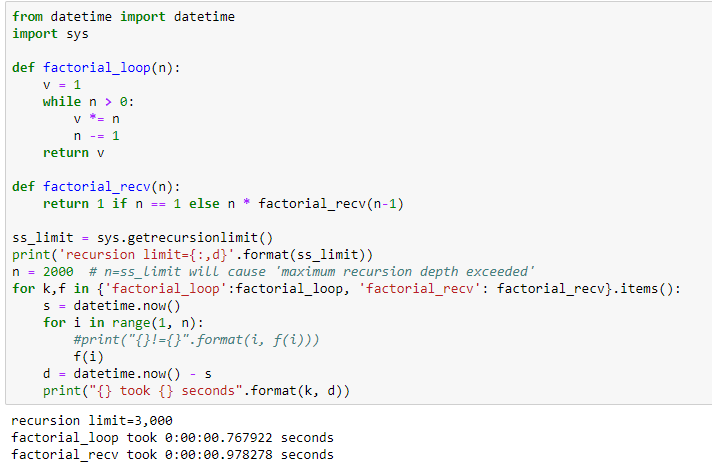 from datetime import datetime
import sys

def factorial_loop(n):
    v = 1
    while n > 0:
        v *= n
        n -= 1
    return v

def factorial_recv(n):
    return 1 if n == 1 else n * factorial_recv(n-1)

ss_limit = sys.getrecursionlimit()
print('recursion limit={:,d}'.format(ss_limit))
n = 2000  # n=ss_limit will cause 'maximum recursion depth exceeded'
for k,f in {'factorial_loop':factorial_loop, 'factorial_recv': factorial_recv}.items():
    s = datetime.now()
    for i in range(1, n):
        #print("{}!={}".format(i, f(i)))
        f(i)
    d = datetime.now() - s
    print("{} took {} seconds".format(k, d))
recursion limit=3,000
factorial_loop took 0:00:00.767922 seconds
factorial_recv took 0:00:00.978278 seconds